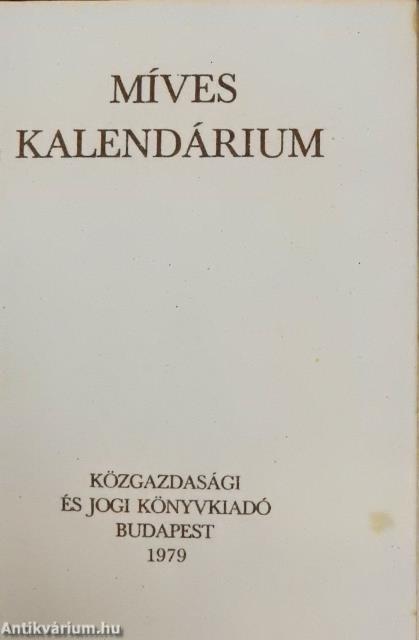 MÍVES
KALENDÁRIUM
KÖZGAZDASÁGI
ÉS JOGI KÖNYVKIADÓ
BUDAPEST
1979
Antikvárium.hu